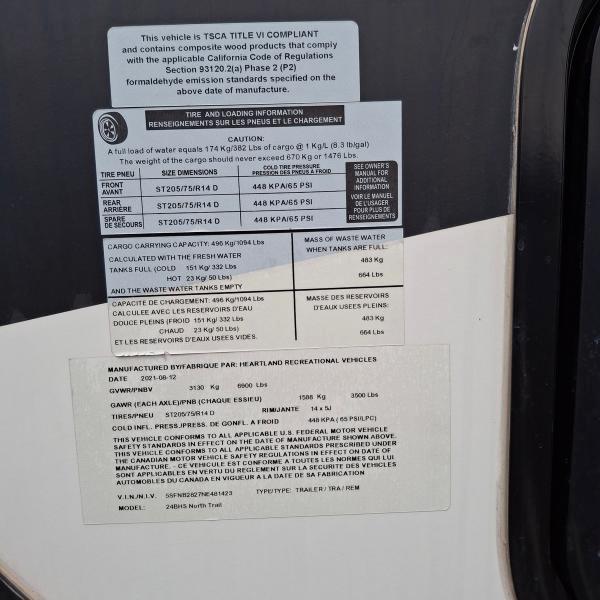 This vehicle is TSCA TITLE VI COMPLIANT
and contains composite wood products that comply
with the applicable California Code of Regulations
Section 93120.2(a) Phase 2 (P2)
formaldehyde emission standards specified on the
above date of manufacture.
TIRE AND LOADING INFORMATION
RENSEIGNEMENTS SUR LES PNEUS ET LE CHARGEMENT
CAUTION:
A full load of water equals 174 Kg/382 Lbs of cargo @ 1 Kg/L (8.3 lb/gal)
The weight of the cargo should never exceed 670 Kg or 1476 Lbs.
TIRE PNEU SIZE DIMENSIONS COLD TIRE PRESSURE
PRESSION DES PNEUS A FROID
FRONT
AVANT ST205/75/R14 D 448 KPA/65 PSI
REAR
ARRIÈRE ST205/75/R14 D 448 KPA/65 PSI
SPARE
DE SECOURS ST205/75/R14 D 448 KPA/65 PSI
SEE OWNER'S
MANUAL FOR
ADDITIONAL
INFORMATION
VOIR LE MANUEL
DE L'USAGER
POUR PLUS DE
RENSEIGNEMENTS
CARGO CARRYING CAPACITY: 496 Kg/1094 Lbs
CALCULATED WITH THE FRESH WATER
TANKS FULL (COLD 151 Kg/ 332 Lbs
HOT 23 Kg/ 50 Lbs)
AND THE WASTE WATER TANKS EMPTY
MASS OF WASTE WATER
WHEN TANKS ARE FULL:
483 Kg
664 Lbs
CAPACITE DE CHARGEMENT: 496 Kg/1094 Lbs
CALCULEE AVEC LES RESERVOIRS D'EAU
DOUCE PLEINS (FROID 151 Kg/ 332 Lbs
CHAUD 23 Kg/ 50 Lbs)
ET LES RESERVOIRS D'EAUX USEES VIDES.
MASSE DES RESERVOIRS
D'EAUX USEES PLEINS:
483 Kg
664 Lbs
MANUFACTURED BY/FABRIQUE PAR: HEARTLAND RECREATIONAL VEHICLES
DATE 2021-08-12
GVWR/PNBV 3130 Kg 6900 Lbs
GAWR (EACH AXLE)/PNB (CHAQUE ESSIEU) 1588 Kg 3500 Lbs
TIRES/PNEU ST205/75/R14 D RIM/JANTE 14 x 5J
COLD INFL. PRESS./PRESS. DE GONFL. A FROID 448 KPA ( 65 PSI/LPC)
THIS VEHICLE CONFORMS TO ALL APPLICABLE U.S. FEDERAL MOTOR VEHICLE
SAFETY STANDARDS IN EFFECT ON THE DATE OF MANUFACTURE SHOWN ABOVE.
THIS VEHICLE CONFORMS TO ALL APPLICABLE STANDARDS PRESCRIBED UNDER
THE CANADIAN MOTOR VEHICLE SAFETY REGULATIONS IN EFFECT ON DATE OF
MANUFACTURE. - CE VEHICULE EST CONFORME A TOUTES LES NORMES QUI LUI
SONT APPLICABLES EN VERTU DU REGLEMENT SUR LA SECURITE DES VEHICLES
AUTOMOBILES DU CANADA EN VIGUEUR A LA DATE DE SA FABRICATION
V.I.N./N.I.V. 5SFNB2827NE481423 TYPE/TYPE: TRAILER / TRA / REM
MODEL: 24BHS North Trail